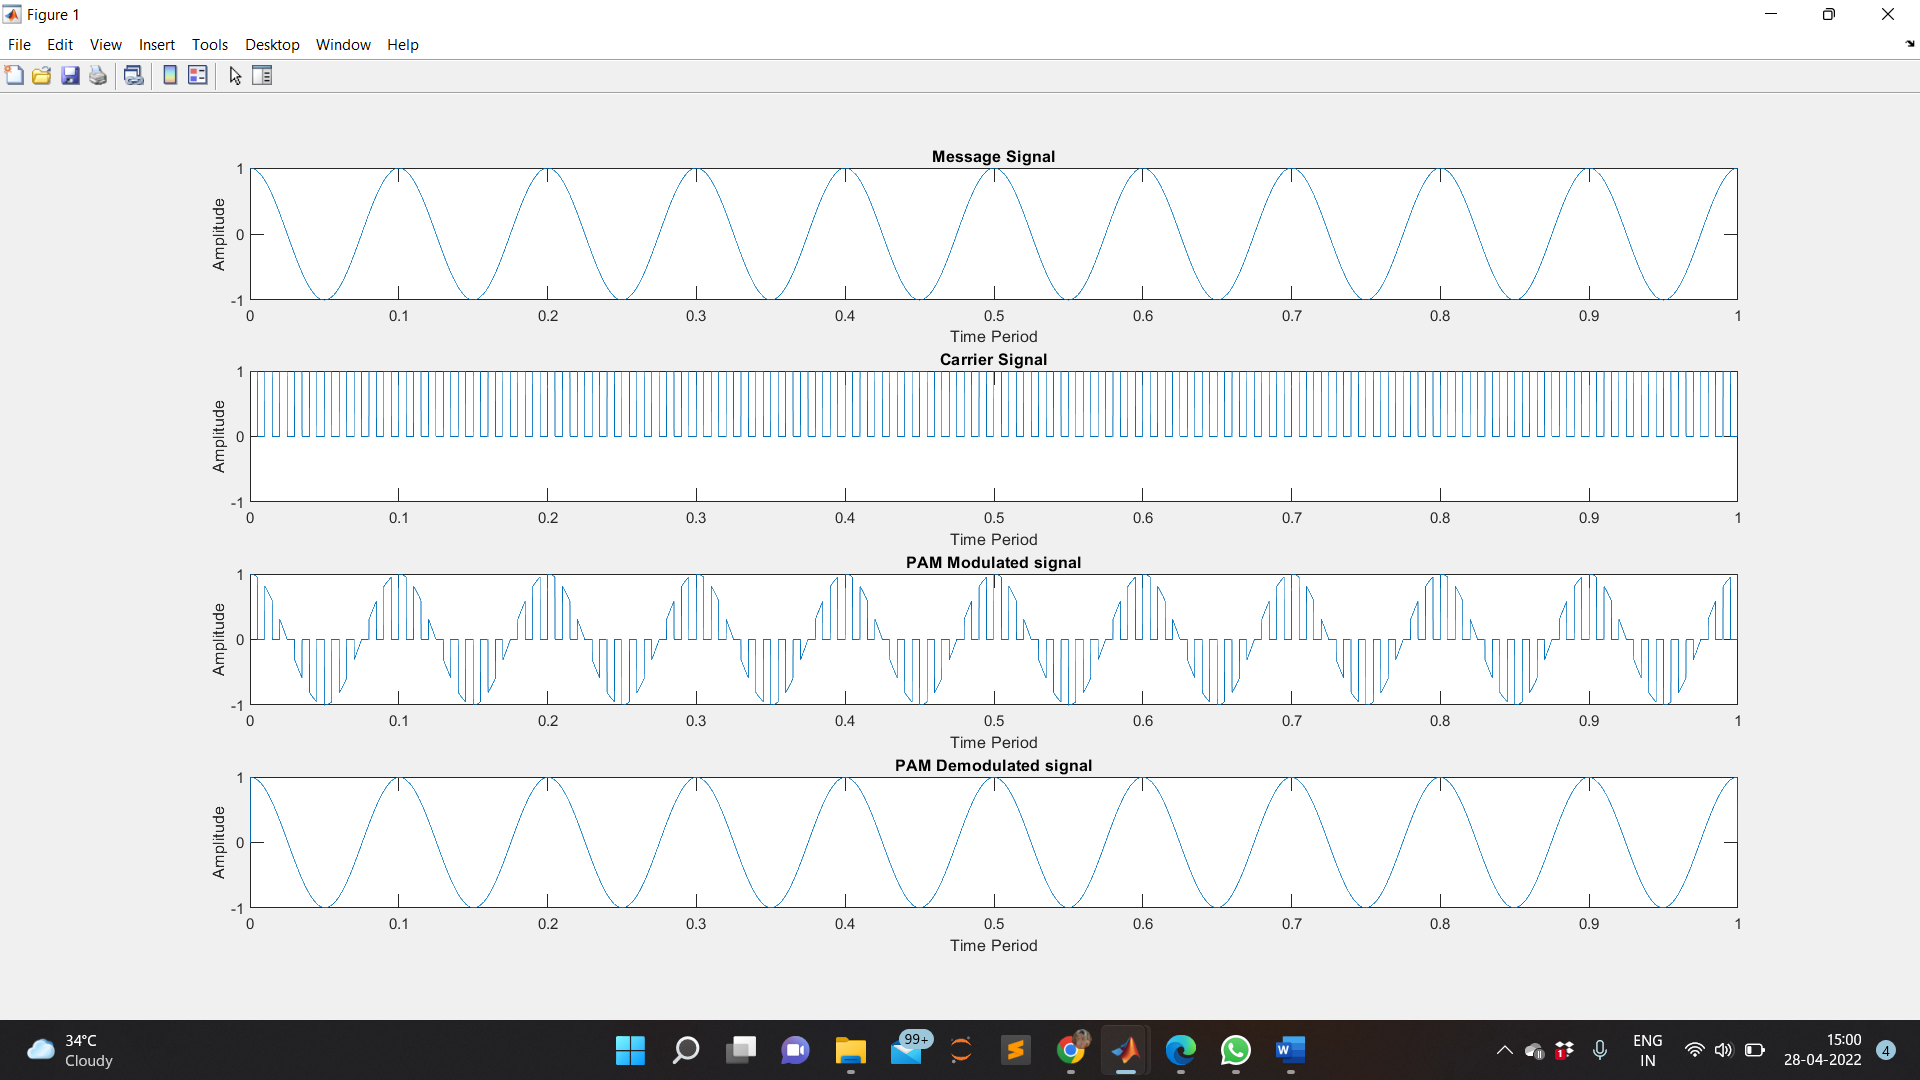 Figure 1
File Edit View Insert Tools Desktop Window Help
Message Signal
Amplitude
1
0
-1
0 0.1 0.2 0.3 0.4 0.5 0.6 0.7 0.8 0.9 1
Time Period
Carrier Signal
Amplitude
1
0
-1
0 0.1 0.2 0.3 0.4 0.5 0.6 0.7 0.8 0.9 1
Time Period
PAM Modulated signal
Amplitude
1
0
-1
0 0.1 0.2 0.3 0.4 0.5 0.6 0.7 0.8 0.9 1
Time Period
PAM Demodulated signal
Amplitude
1
0
-1
0 0.1 0.2 0.3 0.4 0.5 0.6 0.7 0.8 0.9 1
Time Period
34°C
Cloudy
99+
W
1
ENG
IN
15:00
28-04-2022
4